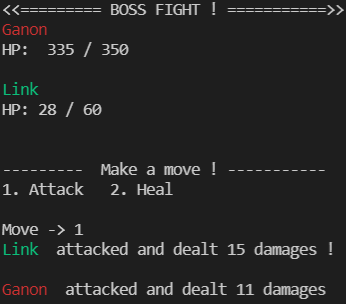 <<========= BOSS FIGHT ! ===========>>
Ganon
HP:  335 / 350
Link
HP: 28 / 60
---------  Make a move ! -----------
1. Attack   2. Heal
Move -> 1
Link  attacked and dealt 15 damages !
Ganon  attacked and dealt 11 damages